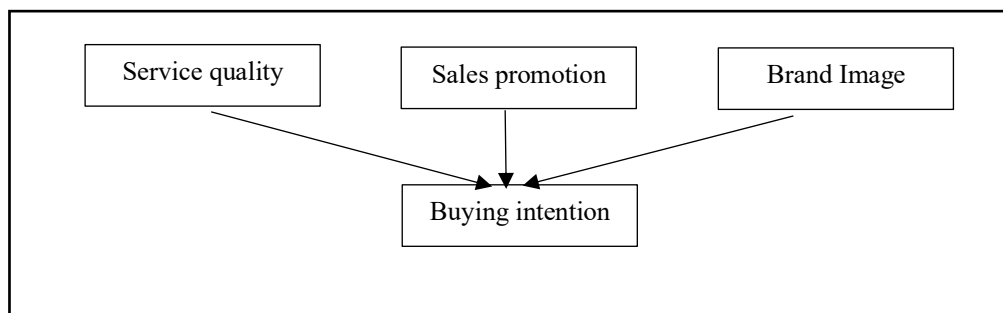 Service quality
Sales promotion
Brand Image
Buying intention